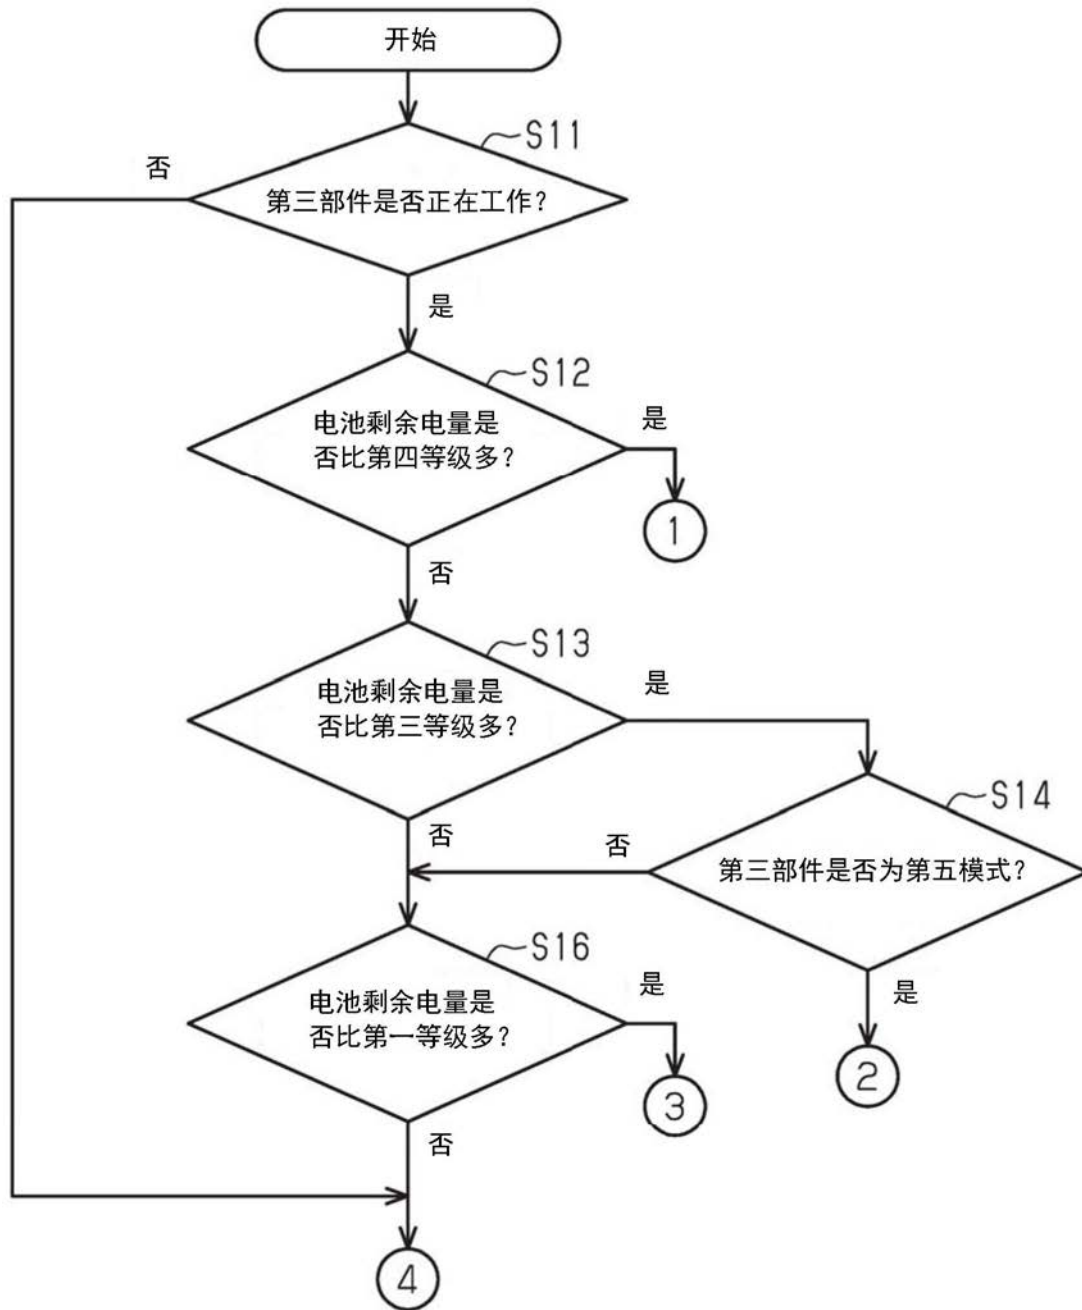 开始
S11
否
第三部件是否正在工作?
是
S12
电池剩余电量是
否比第四等级多?
是
1
否
S13
电池剩余电量是
否比第三等级多?
是
S14
否
否
第三部件是否为第五模式?
S16
电池剩余电量是
否比第一等级多?
是
是
2
3
否
4